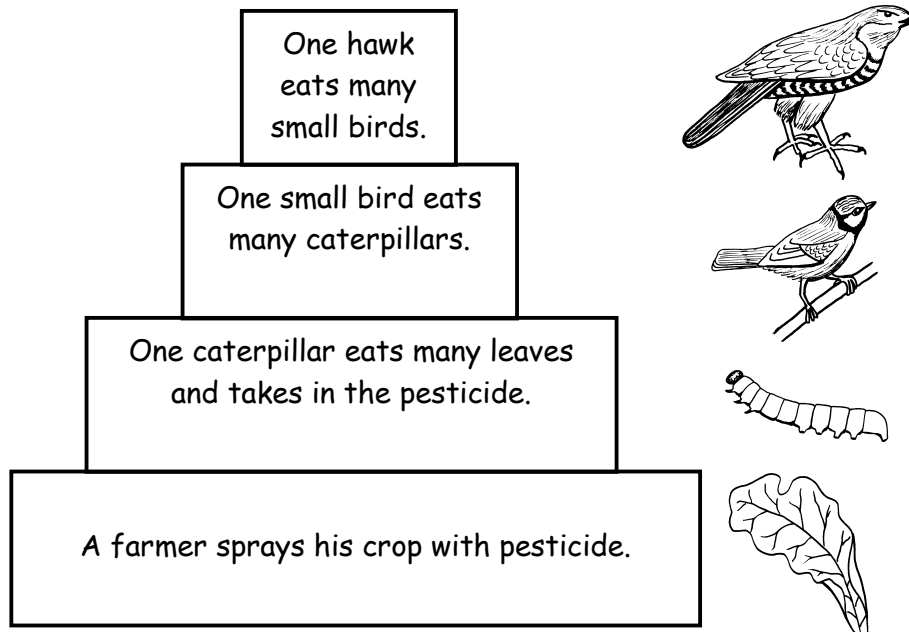 One hawk
eats many
small birds.
One small bird eats
many caterpillars.
One caterpillar eats many leaves
and takes in the pesticide.
A farmer sprays his crop with pesticide.